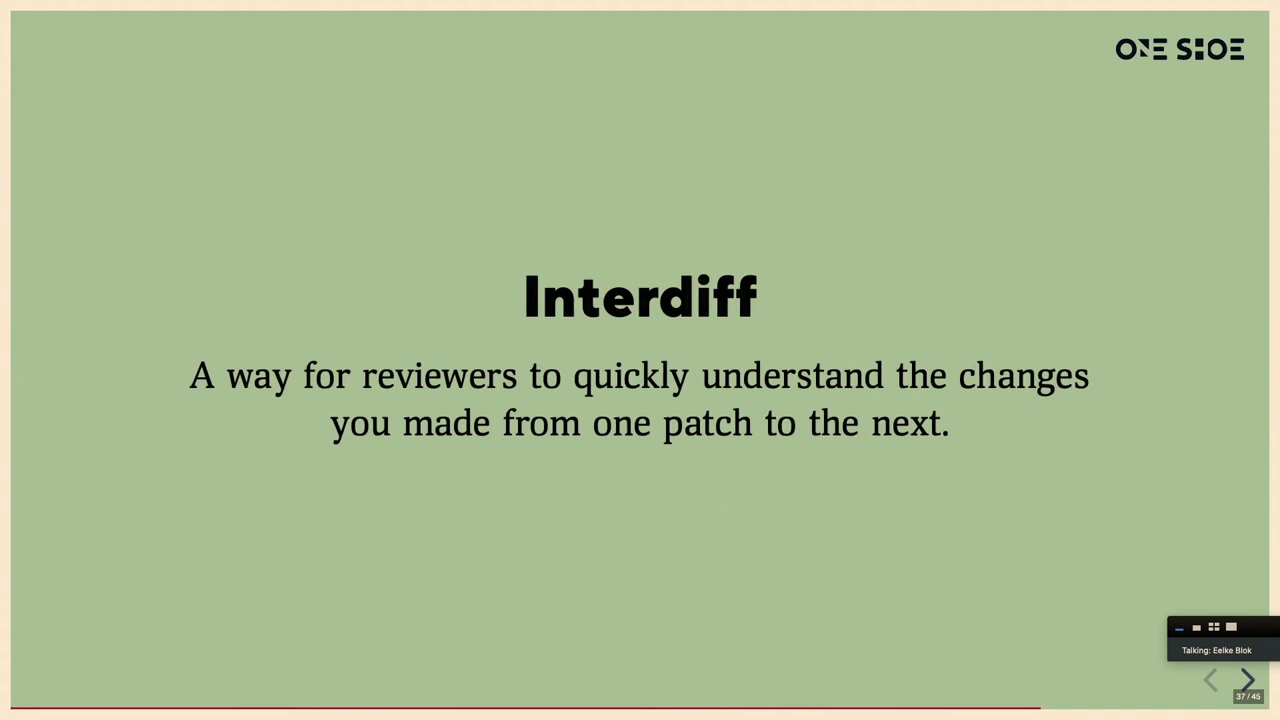 ONE SHOE
Interdiff
A way for reviewers to quickly understand the changes
you made from one patch to the next.
Talking: Eelke Blok
37 / 45